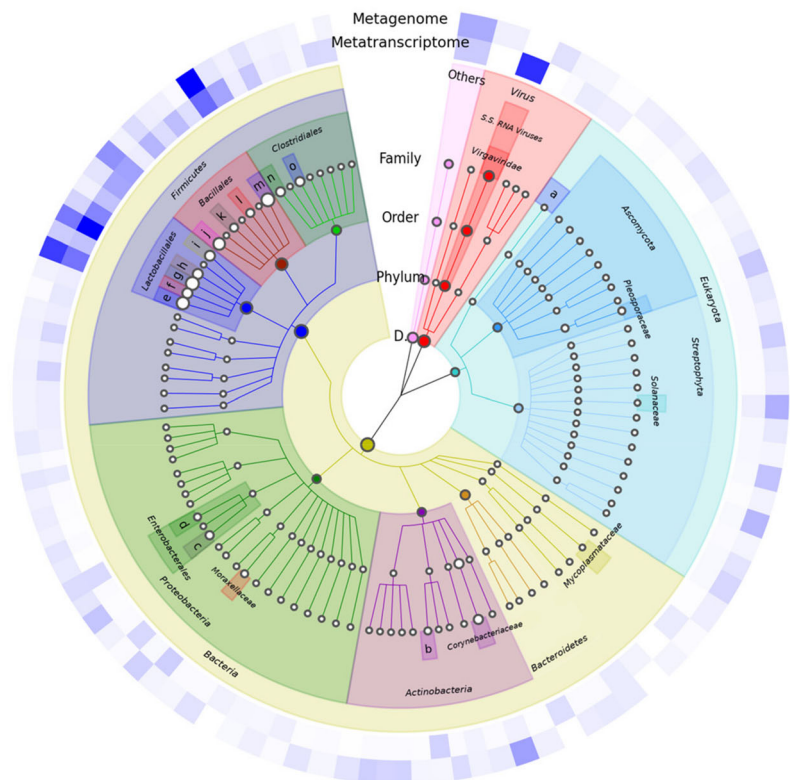 Metagenome
Metatranscriptome
Others
Virus
S.S. RNA Viruses
Virgavindae
Family
Order
Phylum
D.
a
Ascomycota
Pleosporaceae
Eukaryota
Streptophyta
Solanaceae
Mycoplasmataceae
Bacteroidetes
Corynebacteriaceae
b
Actinobacteria
Bacteria
Proteobacteria
Moraxellaceae
Enterobacterales
c
d
Firmicutes
Lactobacillales
e
f
g
h
i
j
Bacillales
k
l
m
n
Clostridiales
o